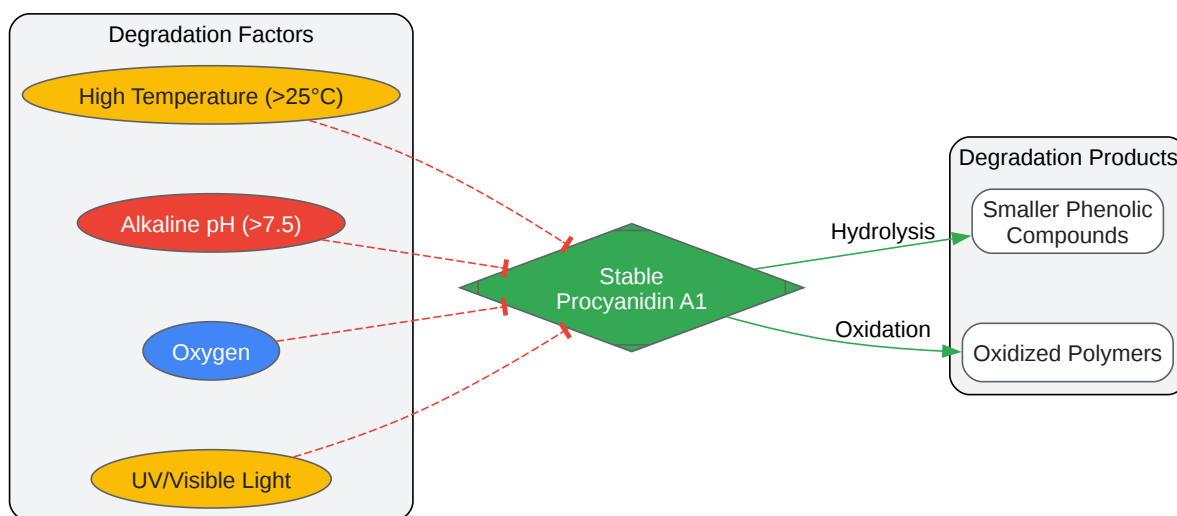 Degradation Factors
High Temperature (>25°C)
Alkaline pH (>7.5)
Oxygen
UV/Visible Light
Stable
Procyanidin A1
Hydrolysis
Oxidation
Degradation Products
Smaller Phenolic
Compounds
Oxidized Polymers